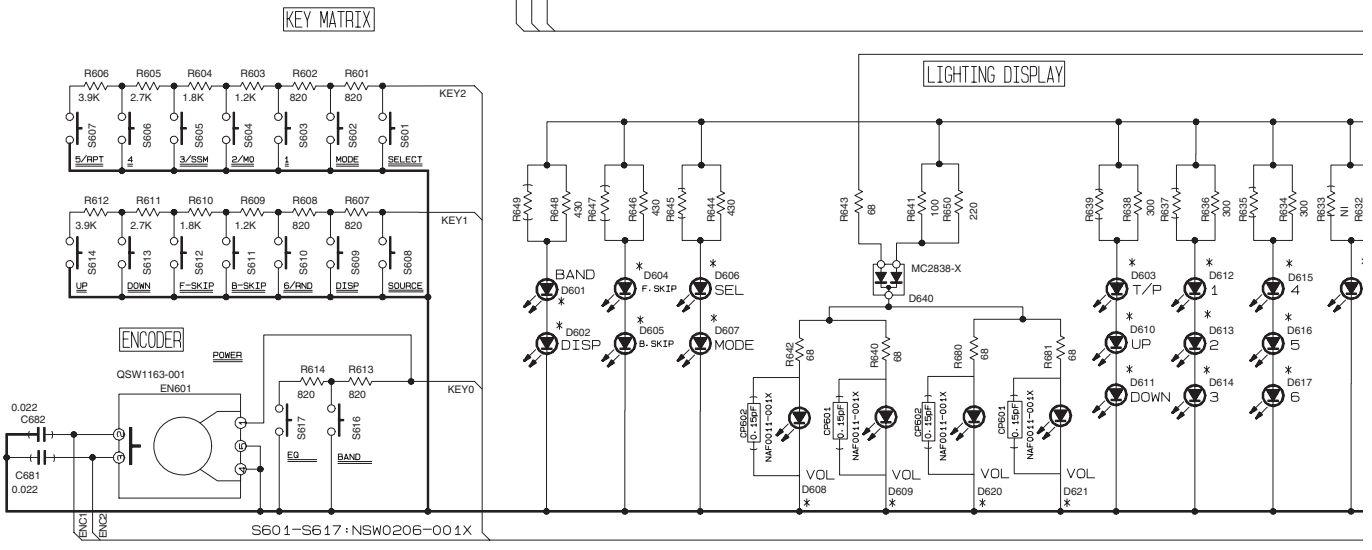 KEY MATRIX
R606 R605 R604 R603 R602 R601
3.9K 2.7K 1.8K 1.2K 820 820
KEY2
S607 S606 S605 S604 S603 S602 S601
5/RPT 4 3/SSM 2/MO 1 MODE SELECT
R612 R611 R610 R609 R608 R607
3.9K 2.7K 1.8K 1.2K 820 820
KEY1
S614 S613 S612 S611 S610 S609 S608
UP DOWN F-SKIP B-SKIP 6/RND DISP SOURCE
ENCODER
POWER
QSW1163-001
EN601
R614 R613
820 820
KEY0
S617 S616
EQ BAND
0.022
C682
C681
0.022
2
3
5
4
ENC1
ENC2
S601-S617:NSW0206-001X
LIGHTING DISPLAY
R649
R648
430
R647
R646
430
R645
R644
430
R643
68
R641
100
R650
220
R639
R638
300
R637
R636
300
R635
R634
300
R633
NI
R632
MC2838-X
D640
BAND
D601
*
* D602
DISP
*
D604
F.SKIP
*
D605
B.SKIP
*
D606
SEL
*
D607
MODE
R642
68
R640
68
R680
68
R681
68
CP602
0.15pF
NAF0011-001X
CP601
0.15pF
NAF0011-001X
CP602
0.15pF
NAF0011-001X
CP601
0.15pF
NAF0011-001X
VOL
D608
*
VOL
D609
*
VOL
D620
*
VOL
D621
*
*
D603
T/P
*
D610
UP
*
D611
DOWN
*
D612
1
*
D613
2
*
D614
3
*
D615
4
*
D616
5
*
D617
6
*